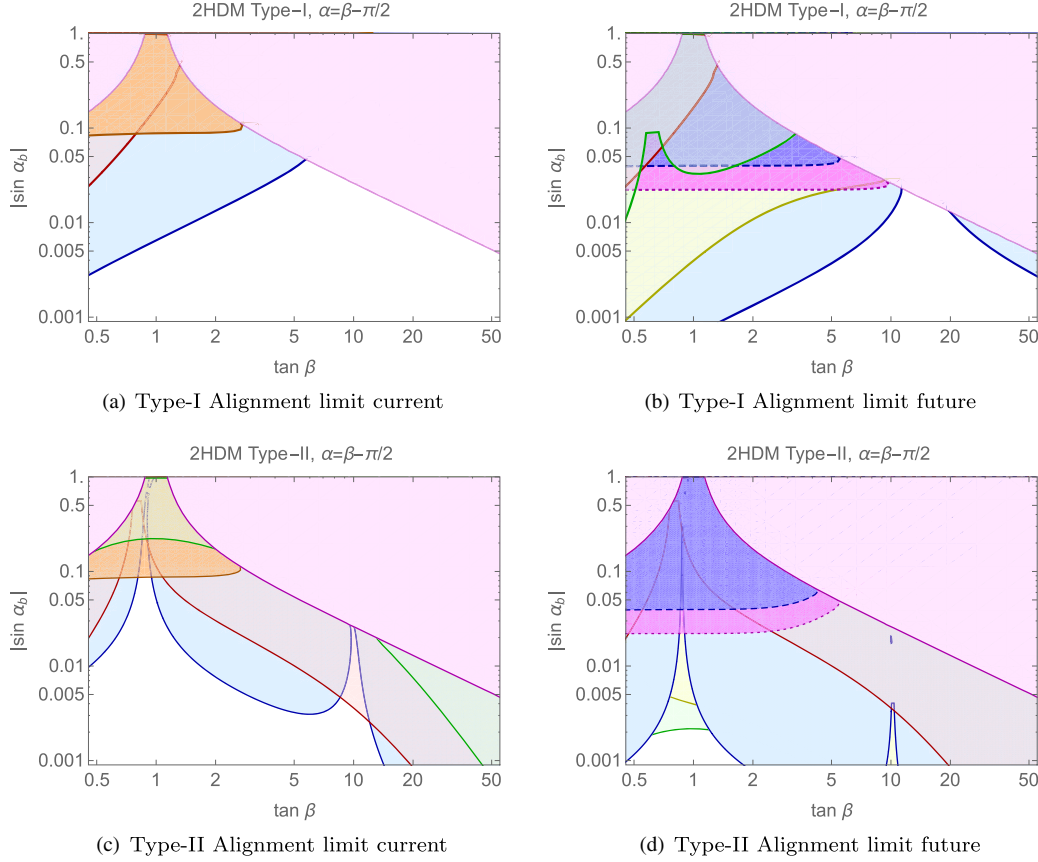 2HDM Type-I, α=β-π/2
|sin αb|
1.
0.5
0.1
0.05
0.01
0.005
0.001
0.5 1 2 5 10 20 50
tan β
(a) Type-I Alignment limit current
2HDM Type-I, α=β-π/2
|sin αb|
1.
0.5
0.1
0.05
0.01
0.005
0.001
0.5 1 2 5 10 20 50
tan β
(b) Type-I Alignment limit future
2HDM Type-II, α=β-π/2
|sin αb|
1.
0.5
0.1
0.05
0.01
0.005
0.001
0.5 1 2 5 10 20 50
tan β
(c) Type-II Alignment limit current
2HDM Type-II, α=β-π/2
|sin αb|
1.
0.5
0.1
0.05
0.01
0.005
0.001
0.5 1 2 5 10 20 50
tan β
(d) Type-II Alignment limit future